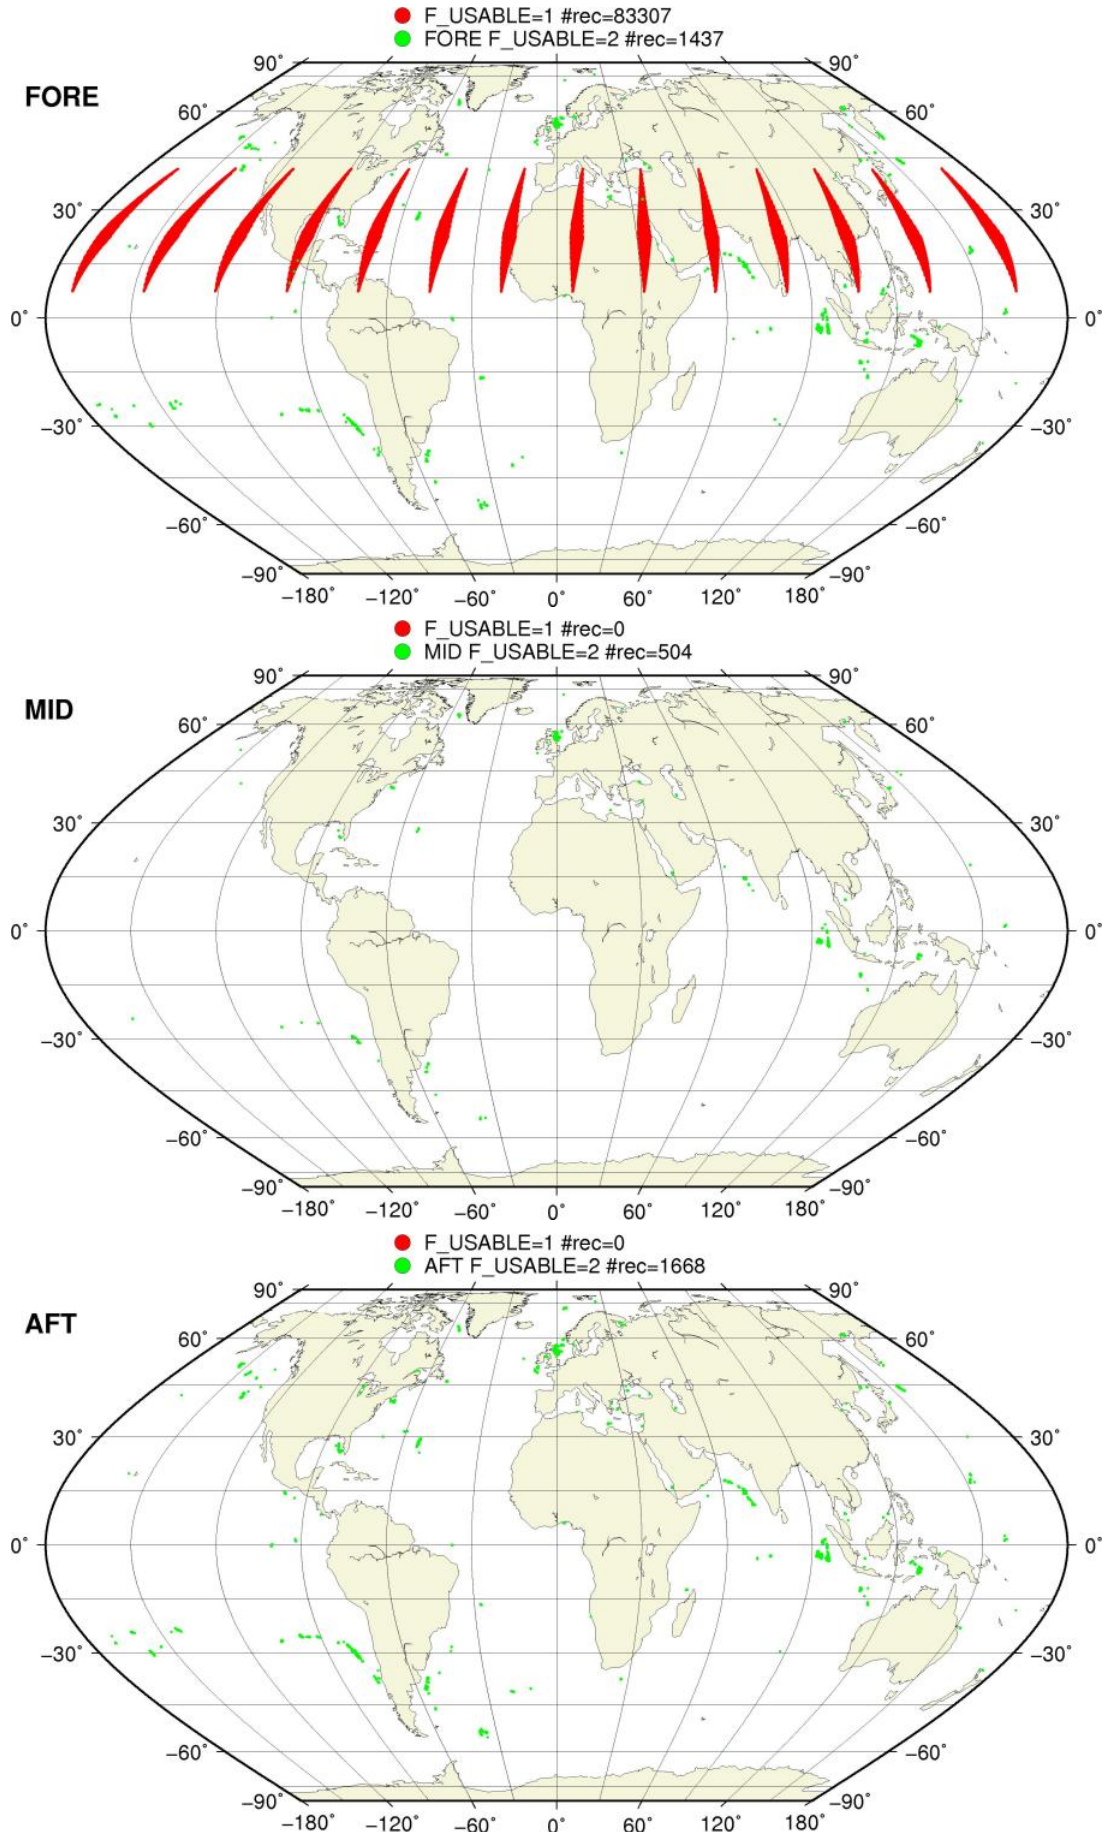 F_USABLE=1 #rec=83307
FORE F_USABLE=2 #rec=1437
FORE
90° 90°
60° 60°
30° 30°
0° 0°
−30° −30°
−60° −60°
−90° −90°
−180° −120° −60° 0° 60° 120° 180°
F_USABLE=1 #rec=0
MID F_USABLE=2 #rec=504
MID
90° 90°
60° 60°
30° 30°
0° 0°
−30° −30°
−60° −60°
−90° −90°
−180° −120° −60° 0° 60° 120° 180°
F_USABLE=1 #rec=0
AFT F_USABLE=2 #rec=1668
AFT
90° 90°
60° 60°
30° 30°
0° 0°
−30° −30°
−60° −60°
−90° −90°
−180° −120° −60° 0° 60° 120° 180°